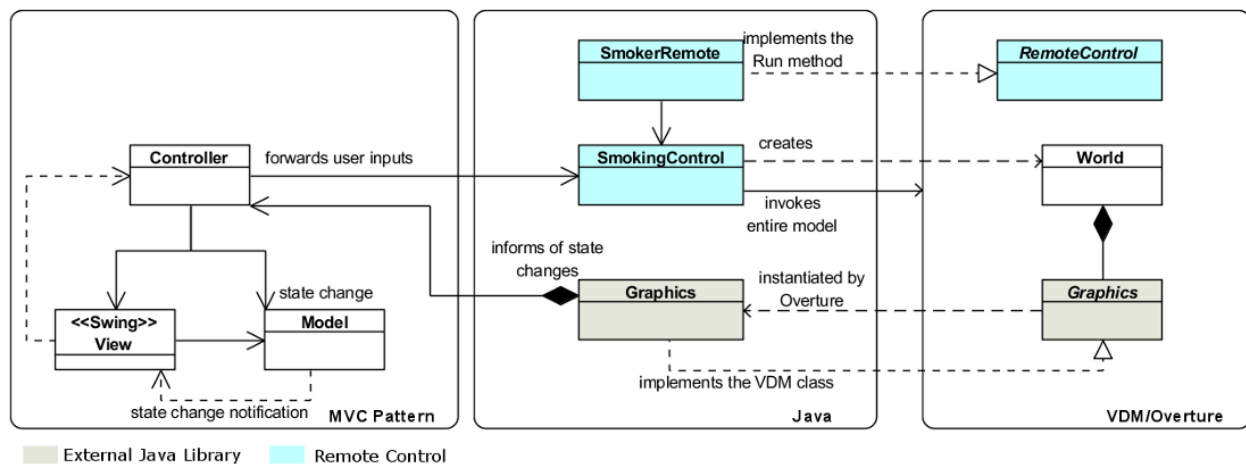 Controller
forwards user inputs
<<Swing>>
View
Model
state change
state change notification
MVC Pattern
SmokerRemote
implements the
Run method
SmokingControl
creates
invokes
entire model
informs of state
changes
Graphics
instantiated by
Overture
implements the VDM class
Java
RemoteControl
World
Graphics
VDM/Overture
External Java Library
Remote Control